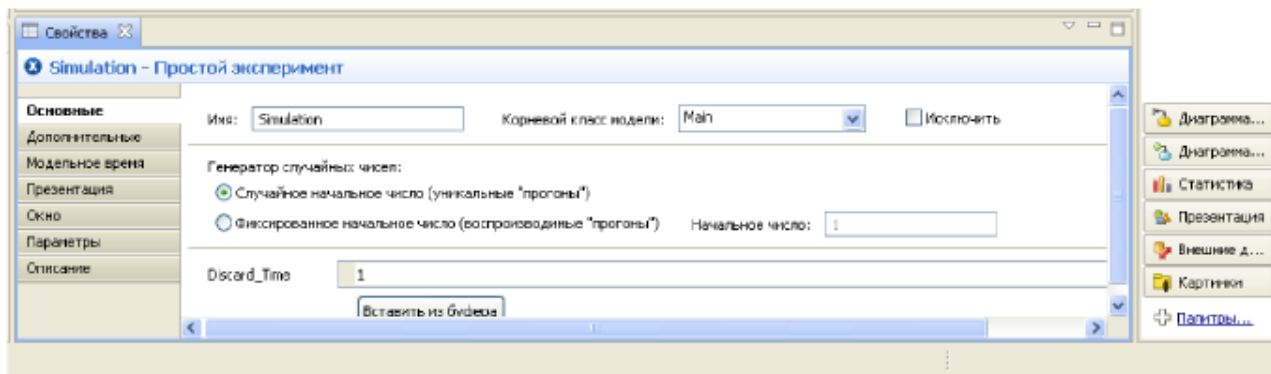 Свойства
Simulation - Простой эксперимент
Основные
Дополнительные
Модельное время
Презентация
Окно
Параметры
Описание
Имя: Simulation Корневой класс модели: Main Исключить
Генератор случайных чисел:
Случайное начальное число (уникальные "прогоны")
Фиксированное начальное число (воспроизводимые "прогоны") Начальное число: 1
Discard_Time 1
Вставить из буфера
Диаграмма...
Диаграмма...
Статистика
Презентация
Внешние д...
Картинки
Палитры...